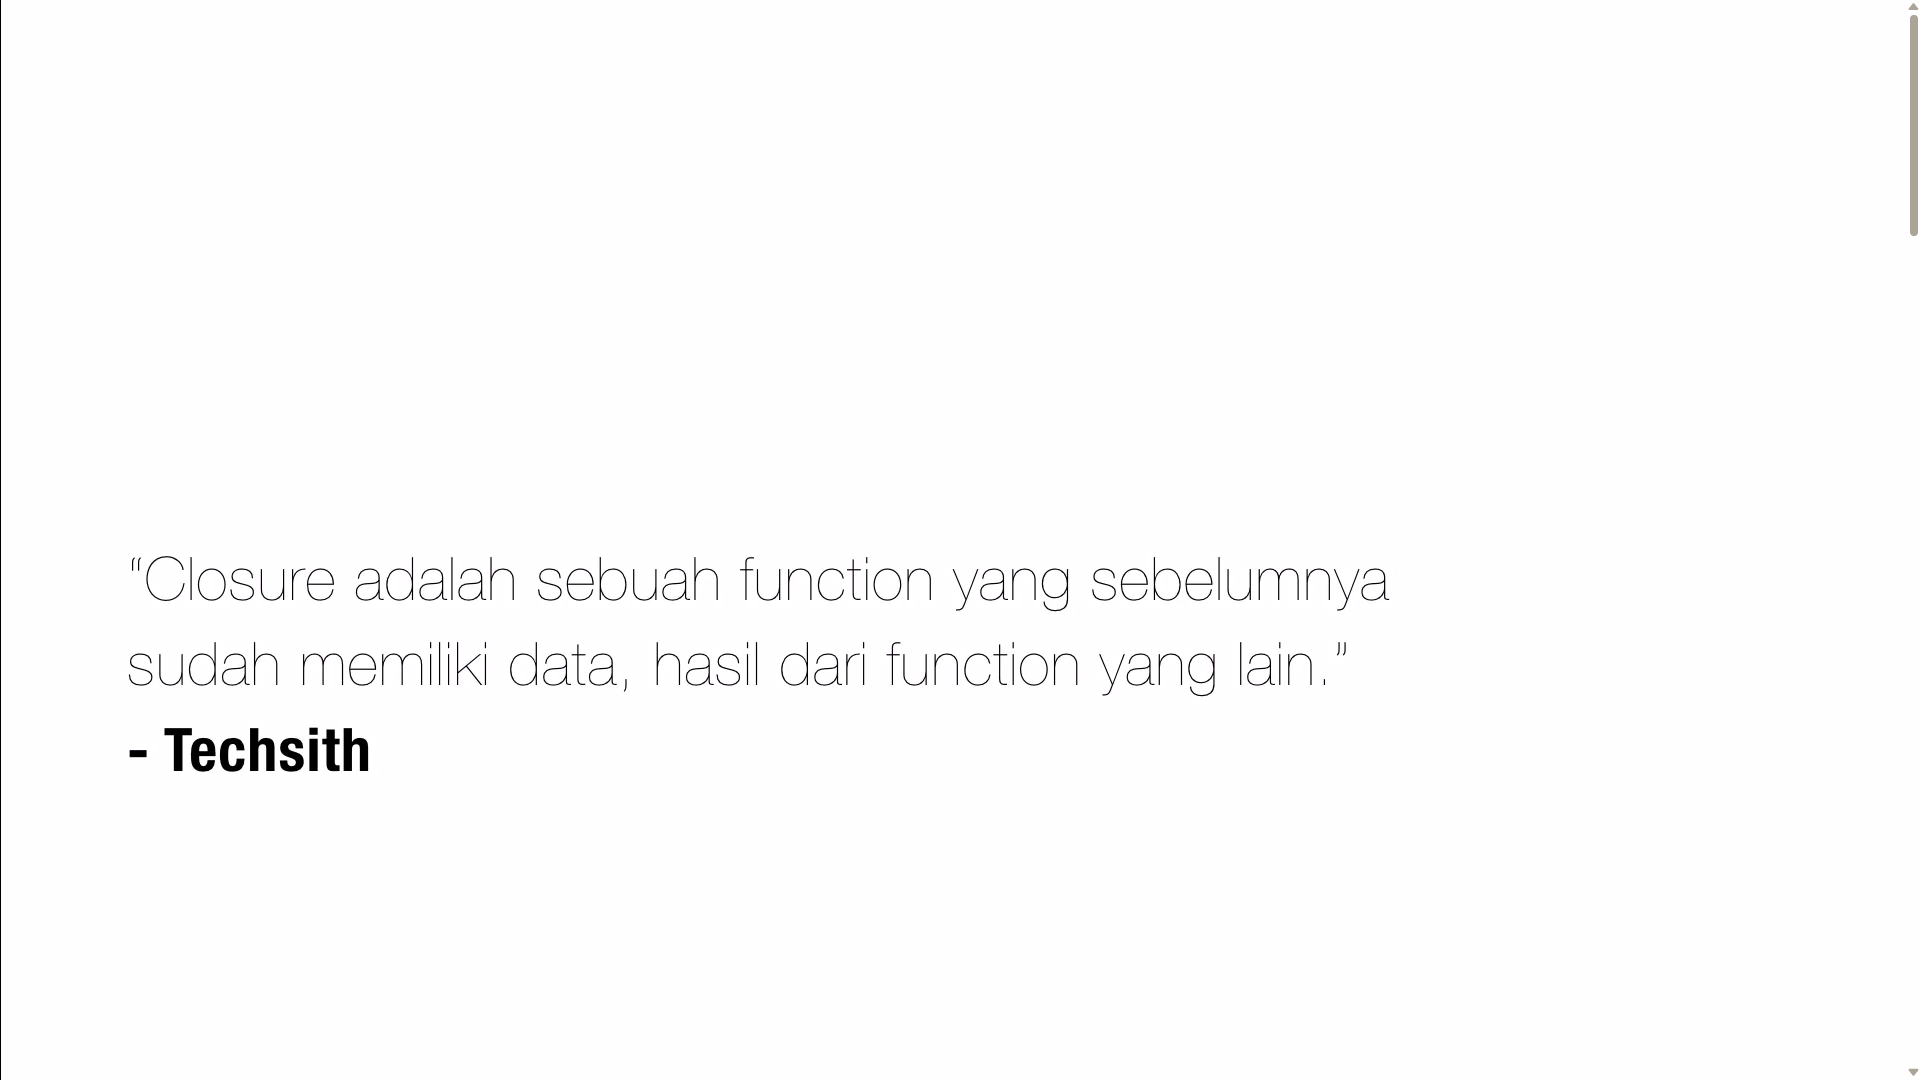 “Closure adalah sebuah function yang sebelumnya
sudah memiliki data, hasil dari function yang lain.”
- Techsith